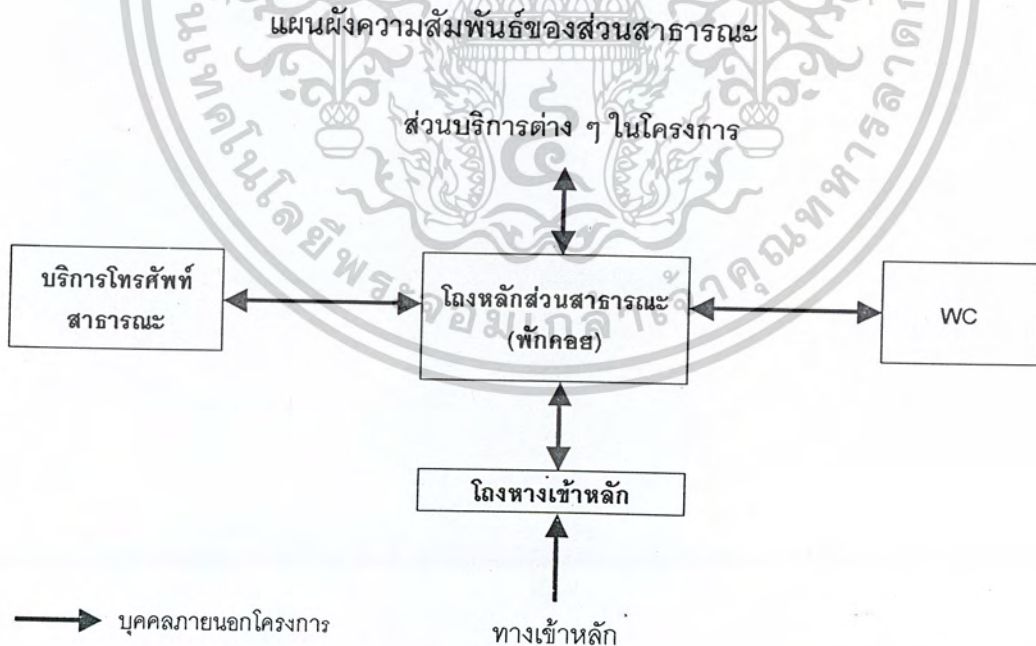 แผนผังความสัมพันธ์ของส่วนสาธารณะ
ส่วนบริการต่าง ๆ ในโครงการ
บริการโทรศัพท์
สาธารณะ
โถงหลักส่วนสาธารณะ
(พักคอย)
WC
โถงหางเข้าหลัก
บุคคลภายนอกโครงการ
ทางเข้าหลัก